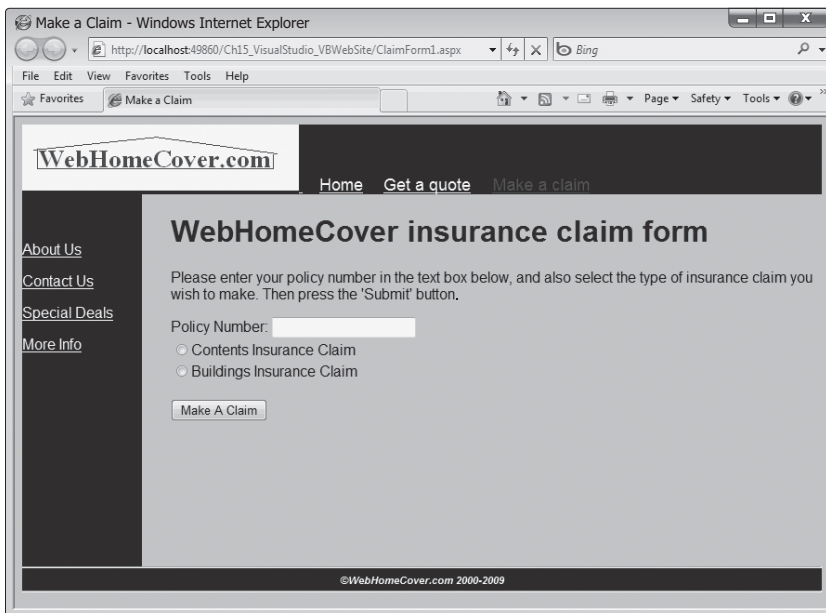 Make a Claim - Windows Internet Explorer
http://localhost:49860/Ch15_VisualStudio_VBWebSite/ClaimForm1.aspx
Bing
File Edit View Favorites Tools Help
Favorites
Make a Claim
Page Safety Tools
WebHomeCover.com
Home Get a quote Make a claim
About Us
Contact Us
Special Deals
More Info
WebHomeCover insurance claim form
Please enter your policy number in the text box below, and also select the type of insurance claim you
wish to make. Then press the 'Submit' button.
Policy Number:
Contents Insurance Claim
Buildings Insurance Claim
Make A Claim
©WebHomeCover.com 2000-2009